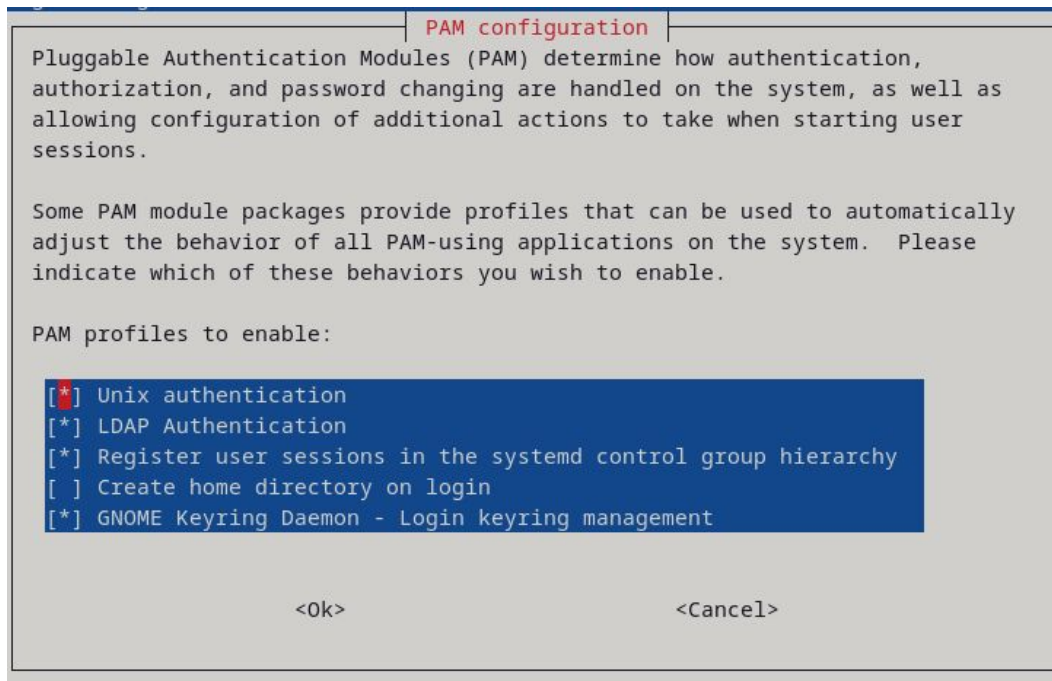 PAM configuration
Pluggable Authentication Modules (PAM) determine how authentication,
authorization, and password changing are handled on the system, as well as
allowing configuration of additional actions to take when starting user
sessions.
Some PAM module packages provide profiles that can be used to automatically
adjust the behavior of all PAM-using applications on the system.  Please
indicate which of these behaviors you wish to enable.
PAM profiles to enable:
[*] Unix authentication
[*] LDAP Authentication
[*] Register user sessions in the systemd control group hierarchy
[ ] Create home directory on login
[*] GNOME Keyring Daemon - Login keyring management
<Ok> <Cancel>